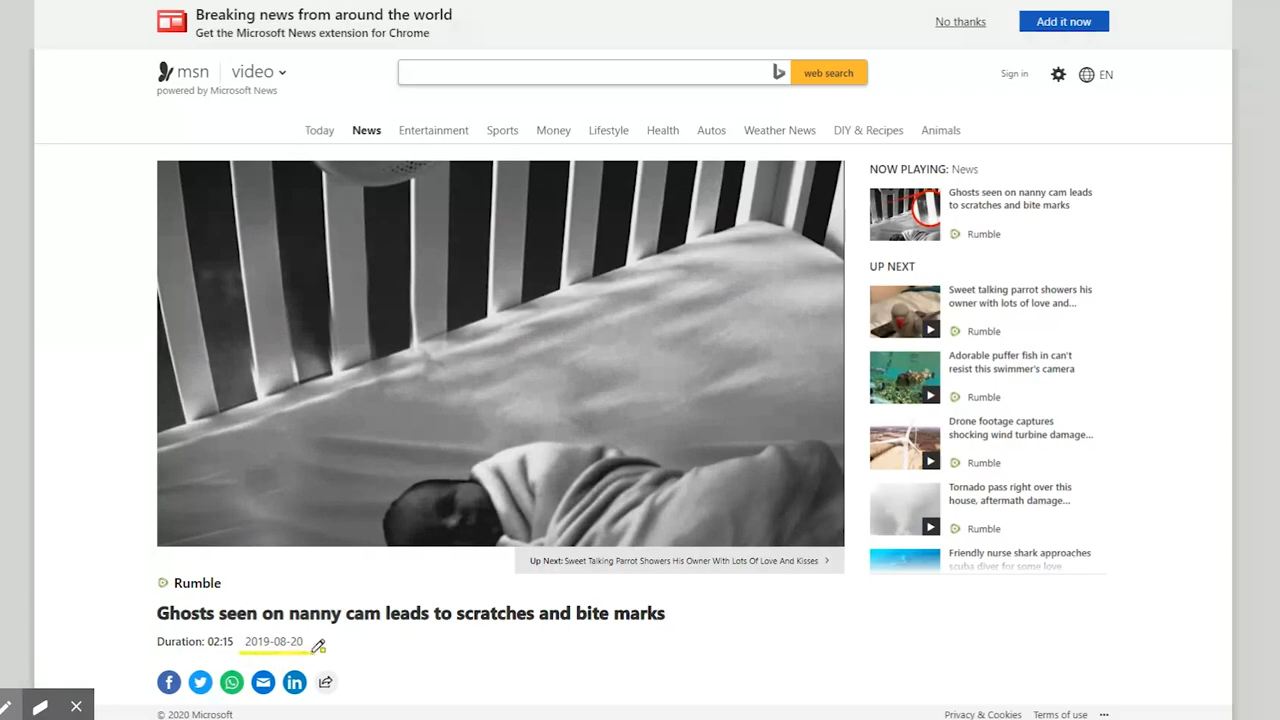 Breaking news from around the world
Get the Microsoft News extension for Chrome
No thanks
Add it now
msn
video
powered by Microsoft News
web search
Sign in
EN
Today
News
Entertainment
Sports
Money
Lifestyle
Health
Autos
Weather News
DIY & Recipes
Animals
NOW PLAYING: News
Ghosts seen on nanny cam leads
to scratches and bite marks
Rumble
UP NEXT
Sweet talking parrot showers his
owner with lots of love and...
Rumble
Adorable puffer fish in can't
resist this swimmer's camera
Rumble
Drone footage captures
shocking wind turbine damage...
Rumble
Tornado pass right over this
house, aftermath damage...
Rumble
Friendly nurse shark approaches
scuba diver for some love
Up Next: Sweet Talking Parrot Showers His Owner With Lots Of Love And Kisses
Rumble
Ghosts seen on nanny cam leads to scratches and bite marks
Duration: 02:15
2019-08-20
© 2020 Microsoft
Privacy & Cookies
Terms of use
...